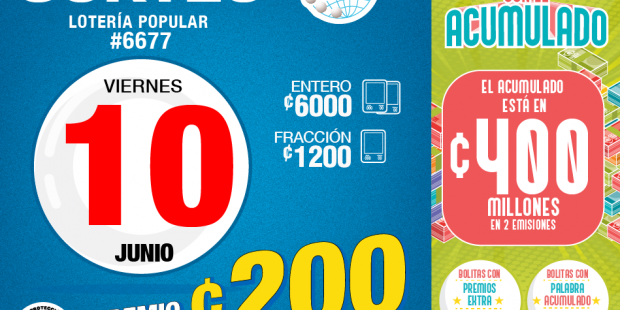 SORTEO
LOTERÍA POPULAR
#6677
VIERNES
10
JUNIO
ENTERO
¢6000
FRACCIÓN
¢1200
¢200
ACUMULADO
EL ACUMULADO
ESTÁ EN
¢400
MILLONES
EN 2 EMISIONES
BOLITAS CON
PREMIOS
EXTRA
BOLITAS CON
PALABRA
ACUMULADO